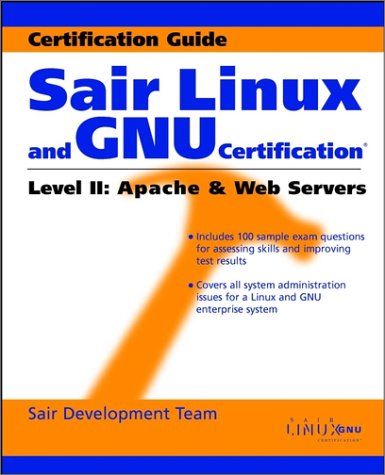 Certification Guide
Sair Linux
and GNU Certification®
Level II: Apache & Web Servers
• Includes 100 sample exam questions
for assessing skills and improving
test results
• Covers all system administration
issues for a Linux and GNU
enterprise system
Sair Development Team
SAIR
LINUX GNU
CERTIFICATION